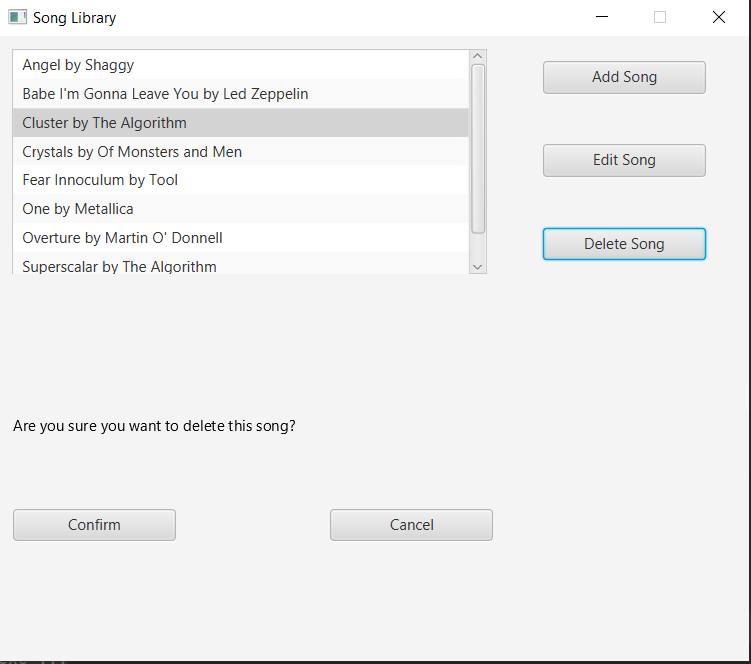 Song Library
Angel by Shaggy
Babe I'm Gonna Leave You by Led Zeppelin
Cluster by The Algorithm
Crystals by Of Monsters and Men
Fear Innoculum by Tool
One by Metallica
Overture by Martin O' Donnell
Superscalar by The Algorithm
Add Song
Edit Song
Delete Song
Are you sure you want to delete this song?
Confirm
Cancel